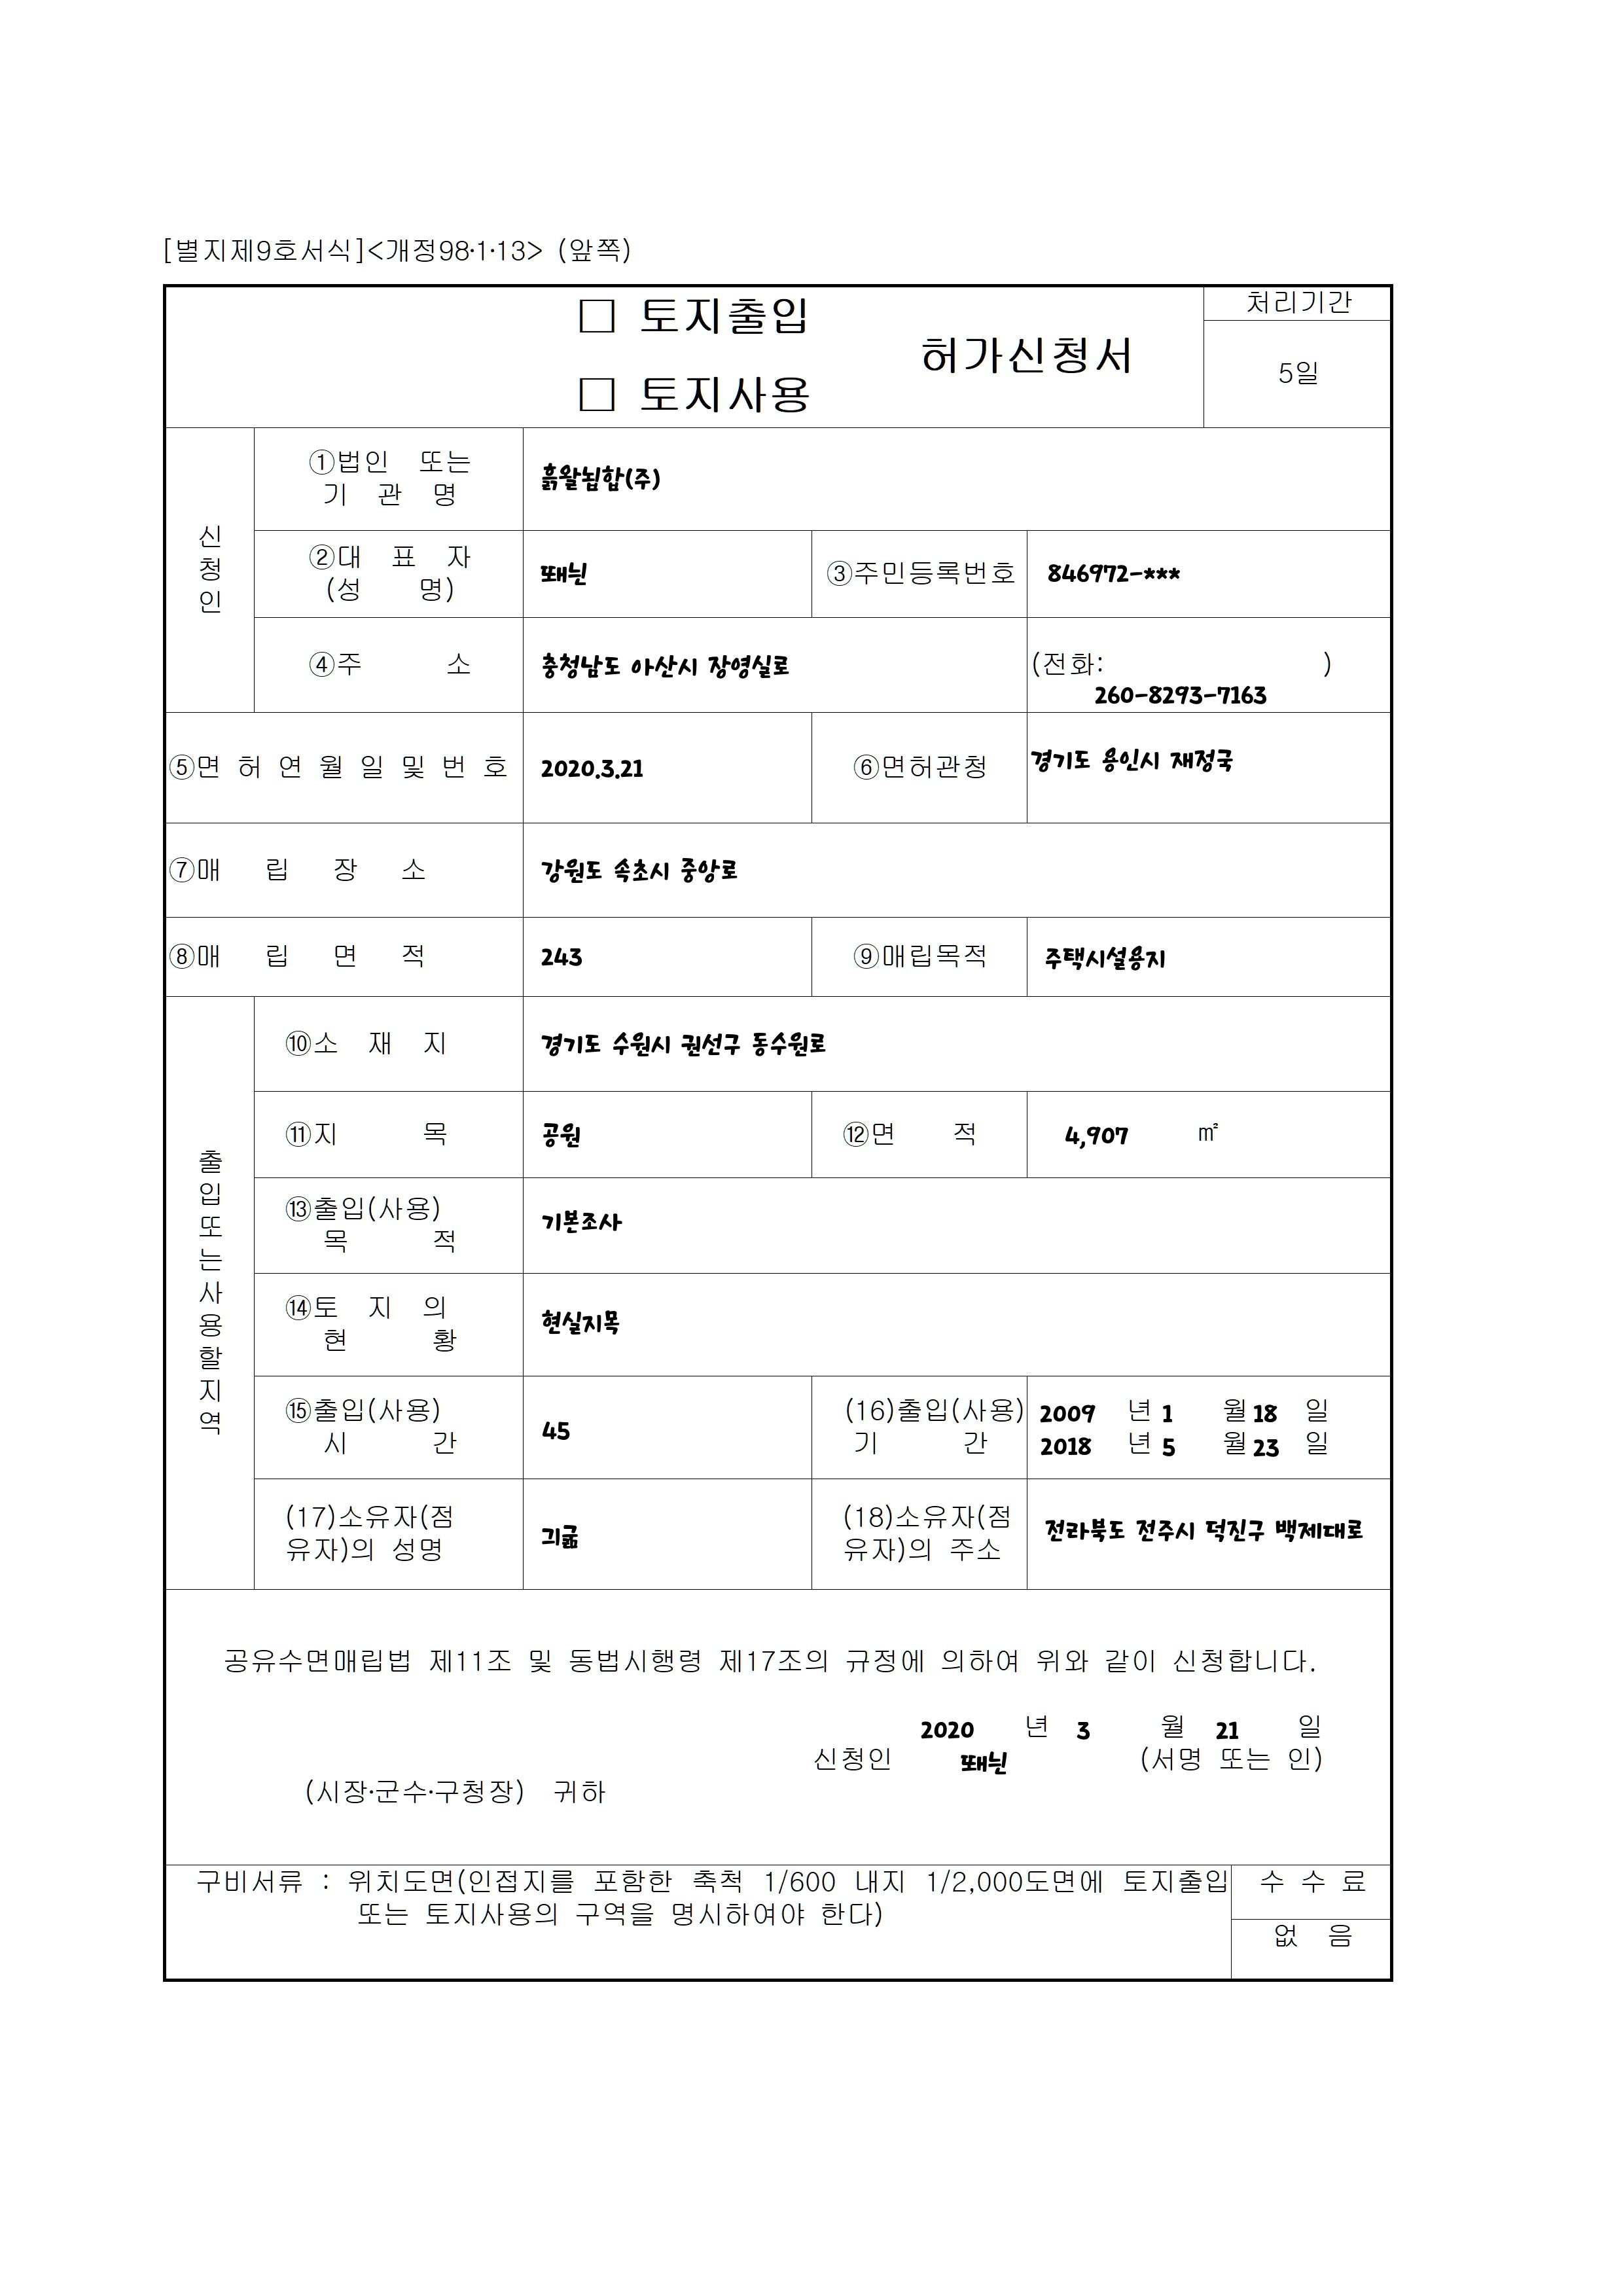 [별지제9호서식]<개정98·1·13> (앞쪽)
□ 토지출입
□ 토지사용
허가신청서
처리기간
5일
신청인
①법인 또는 기 관 명
흙왈뇝합(주)
②대 표 자 (성 명)
뙈닌
③주민등록번호
846972-***
④주 소
충청남도 아산시 장영실로
(전화: )
260-8293-7163
⑤면 허 연 월 일 및 번 호
2020.3.21
⑥면허관청
경기도 용인시 재정국
⑦매 립 장 소
강원도 속초시 중앙로
⑧매 립 면 적
243
⑨매립목적
주택시설용지
출입또는사용할지역
⑩소 재 지
경기도 수원시 권선구 동수원로
⑪지 목
공원
⑫면 적
4,907 ㎡
⑬출입(사용) 목 적
기본조사
⑭토 지 의 현 황
현실지목
⑮출입(사용) 시 간
45
(16)출입(사용) 기 간
2009 년 1 월 18 일
2018 년 5 월 23 일
(17)소유자(점유자)의 성명
(18)소유자(점유자)의 주소
전라북도 전주시 덕진구 백제대로
공유수면매립법 제11조 및 동법시행령 제17조의 규정에 의하여 위와 같이 신청합니다.
2020 년 3 월 21 일
신청인 뙈닌 (서명 또는 인)
(시장·군수·구청장) 귀하
구비서류 : 위치도면(인접지를 포함한 축척 1/600 내지 1/2,000도면에 토지출입
또는 토지사용의 구역을 명시하여야 한다)
수 수 료
없 음